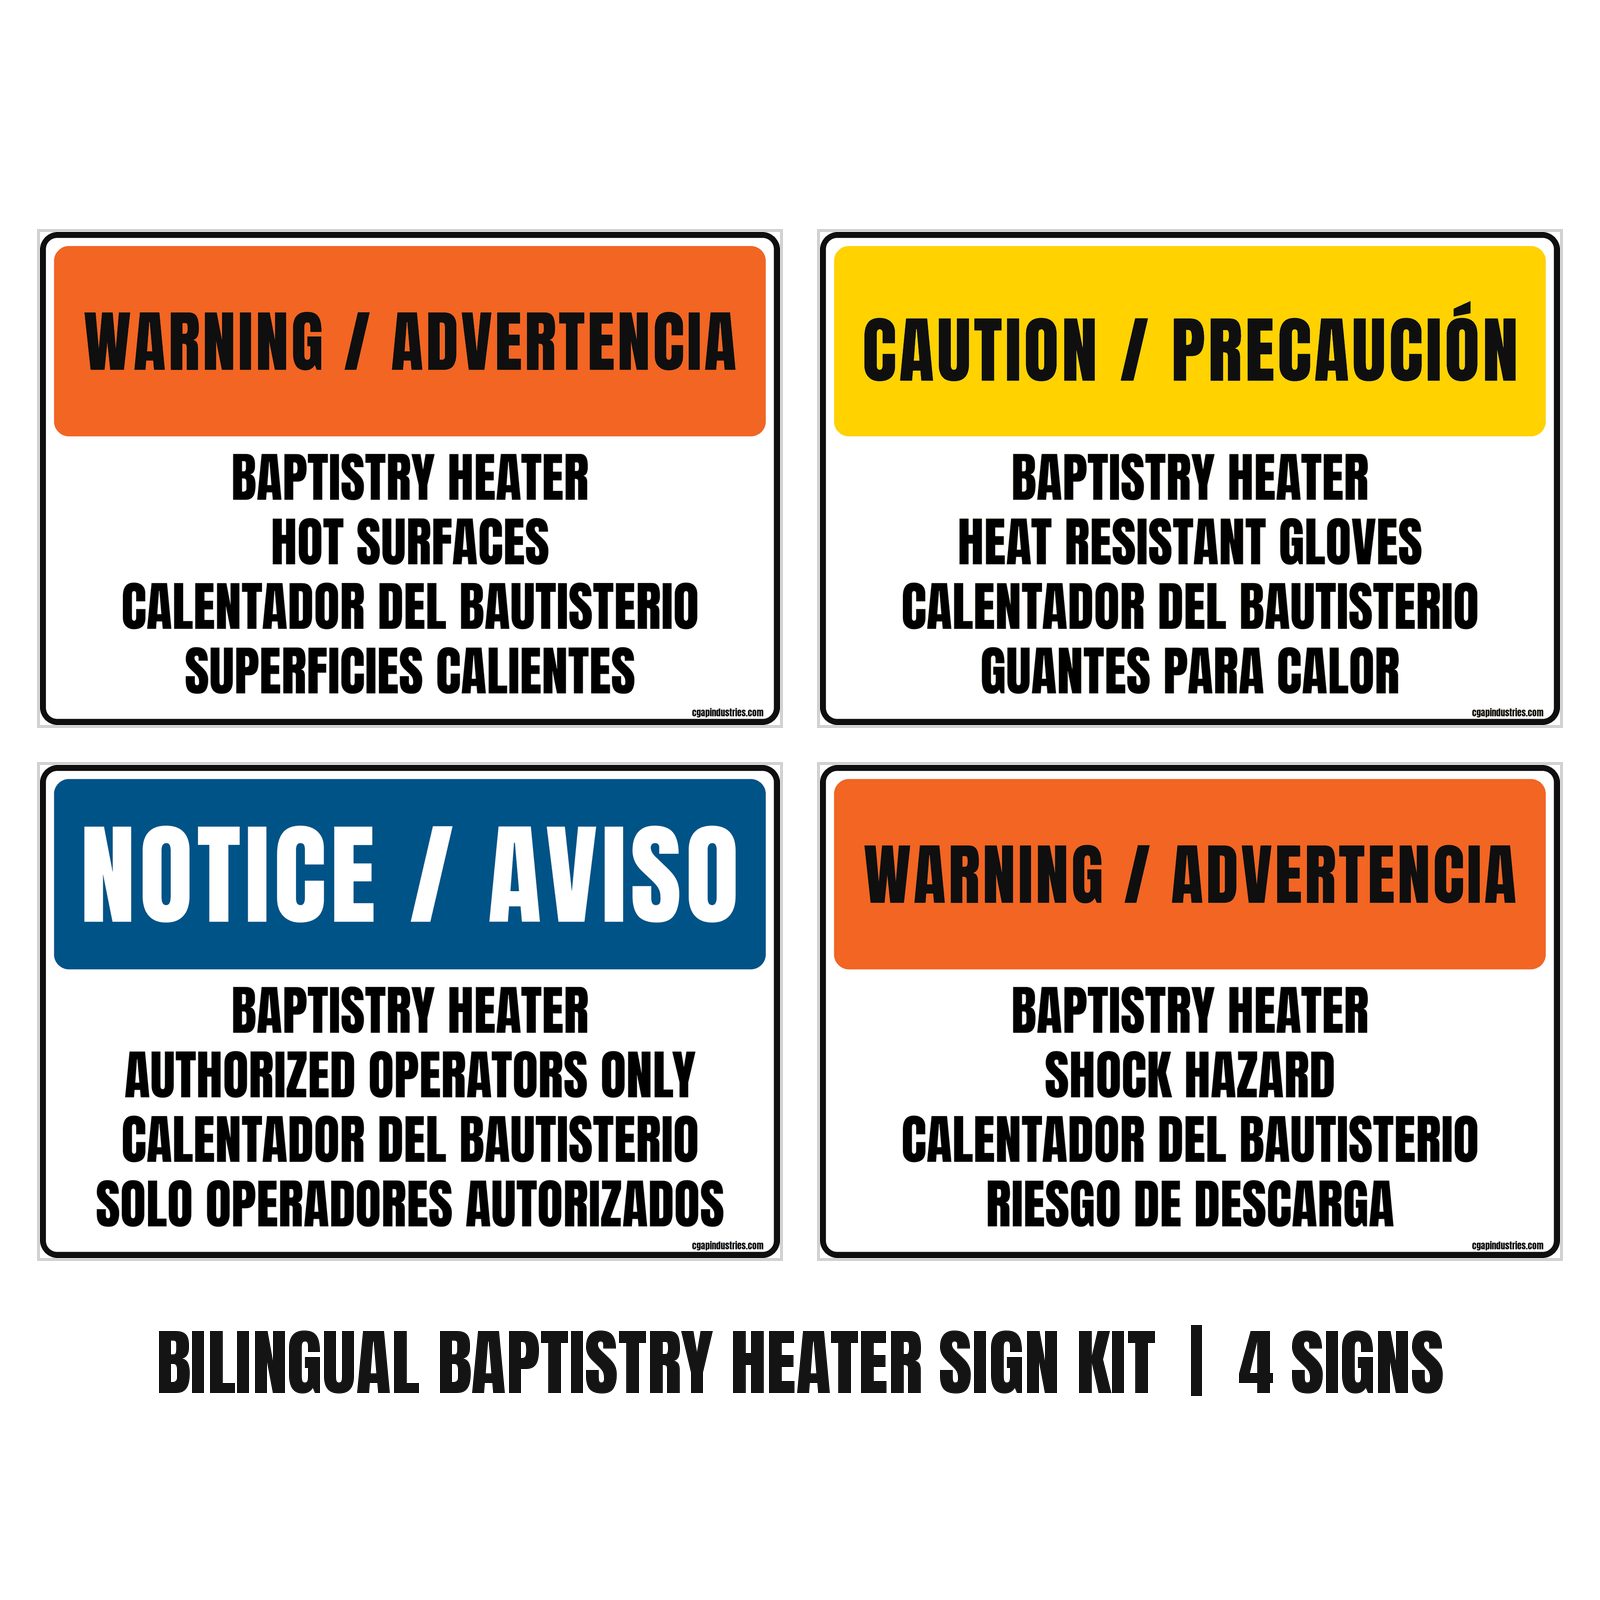 WARNING / ADVERTENCIA
BAPTISTRY HEATER
HOT SURFACES
CALENTADOR DEL BAUTISTERIO
SUPERFICIES CALIENTES
cgapindustries.com
CAUTION / PRECAUCIÓN
BAPTISTRY HEATER
HEAT RESISTANT GLOVES
CALENTADOR DEL BAUTISTERIO
GUANTES PARA CALOR
cgapindustries.com
NOTICE / AVISO
BAPTISTRY HEATER
AUTHORIZED OPERATORS ONLY
CALENTADOR DEL BAUTISTERIO
SOLO OPERADORES AUTORIZADOS
cgapindustries.com
WARNING / ADVERTENCIA
BAPTISTRY HEATER
SHOCK HAZARD
CALENTADOR DEL BAUTISTERIO
RIESGO DE DESCARGA
cgapindustries.com
BILINGUAL BAPTISTRY HEATER SIGN KIT | 4 SIGNS